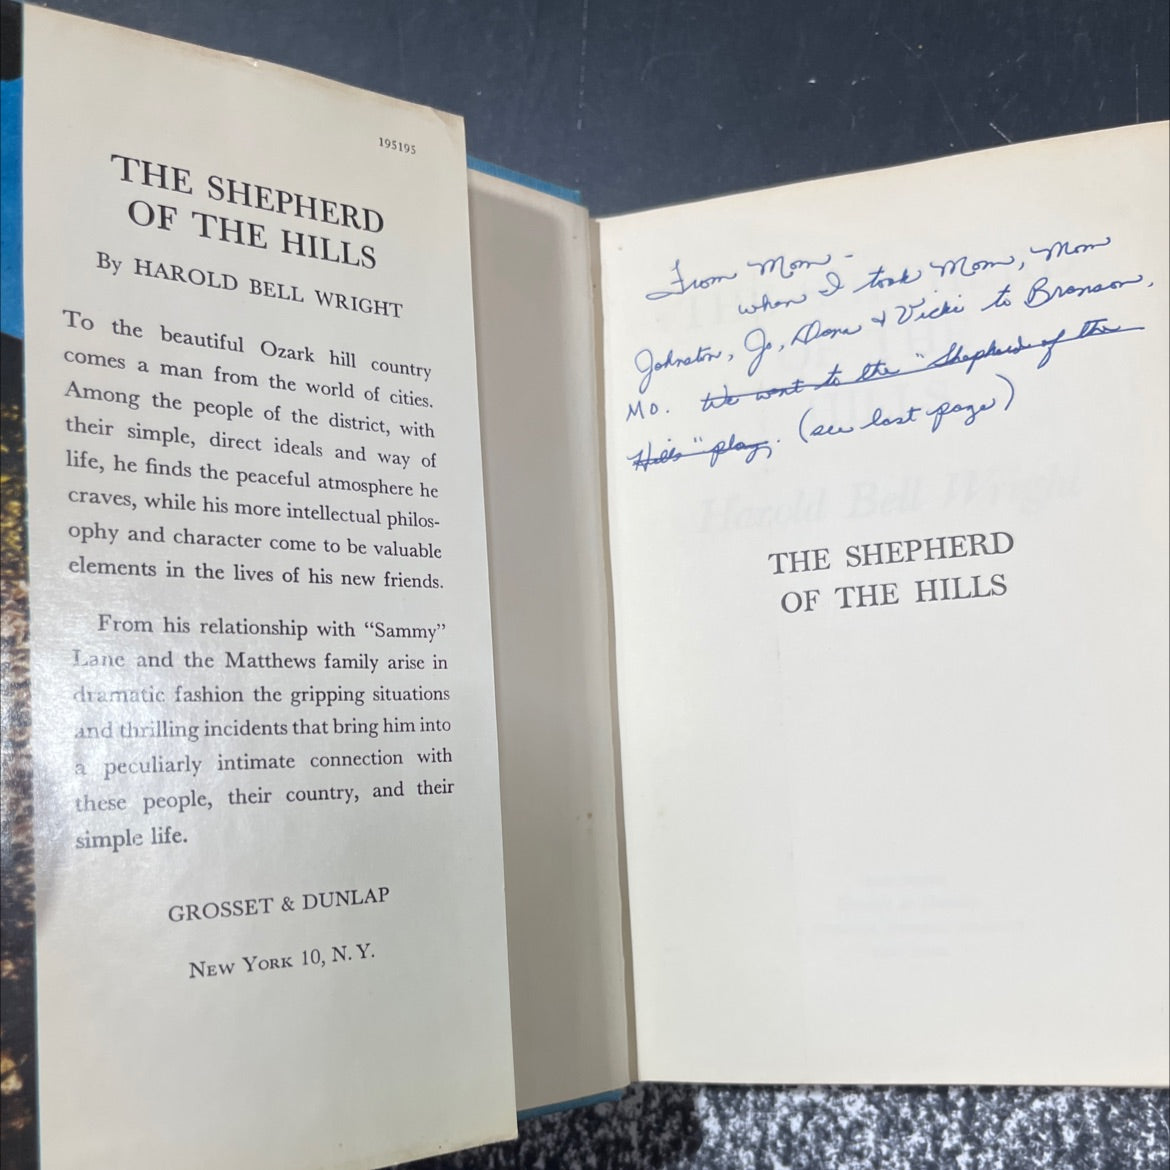 195195
THE SHEPHERD
OF THE HILLS
By HAROLD BELL WRIGHT
To the beautiful Ozark hill country
comes a man from the world of cities.
Among the people of the district, with
their simple, direct ideals and way of
life, he finds the peaceful atmosphere he
craves, while his more intellectual philos-
ophy and character come to be valuable
elements in the lives of his new friends.
From his relationship with “Sammy”
Lane and the Matthews family arise in
dramatic fashion the gripping situations
and thrilling incidents that bring him into
a peculiarly intimate connection with
these people, their country, and their
simple life.
GROSSET & DUNLAP
NEW YORK 10, N. Y.
From Mom -
when I took Mom, Mom
Johnston, Jo, Dona & Vicki to Branson,
MO. We went to the "Shepherd of the
Hills" play. (see last page)
Harold Bell Wright
THE SHEPHERD
OF THE HILLS